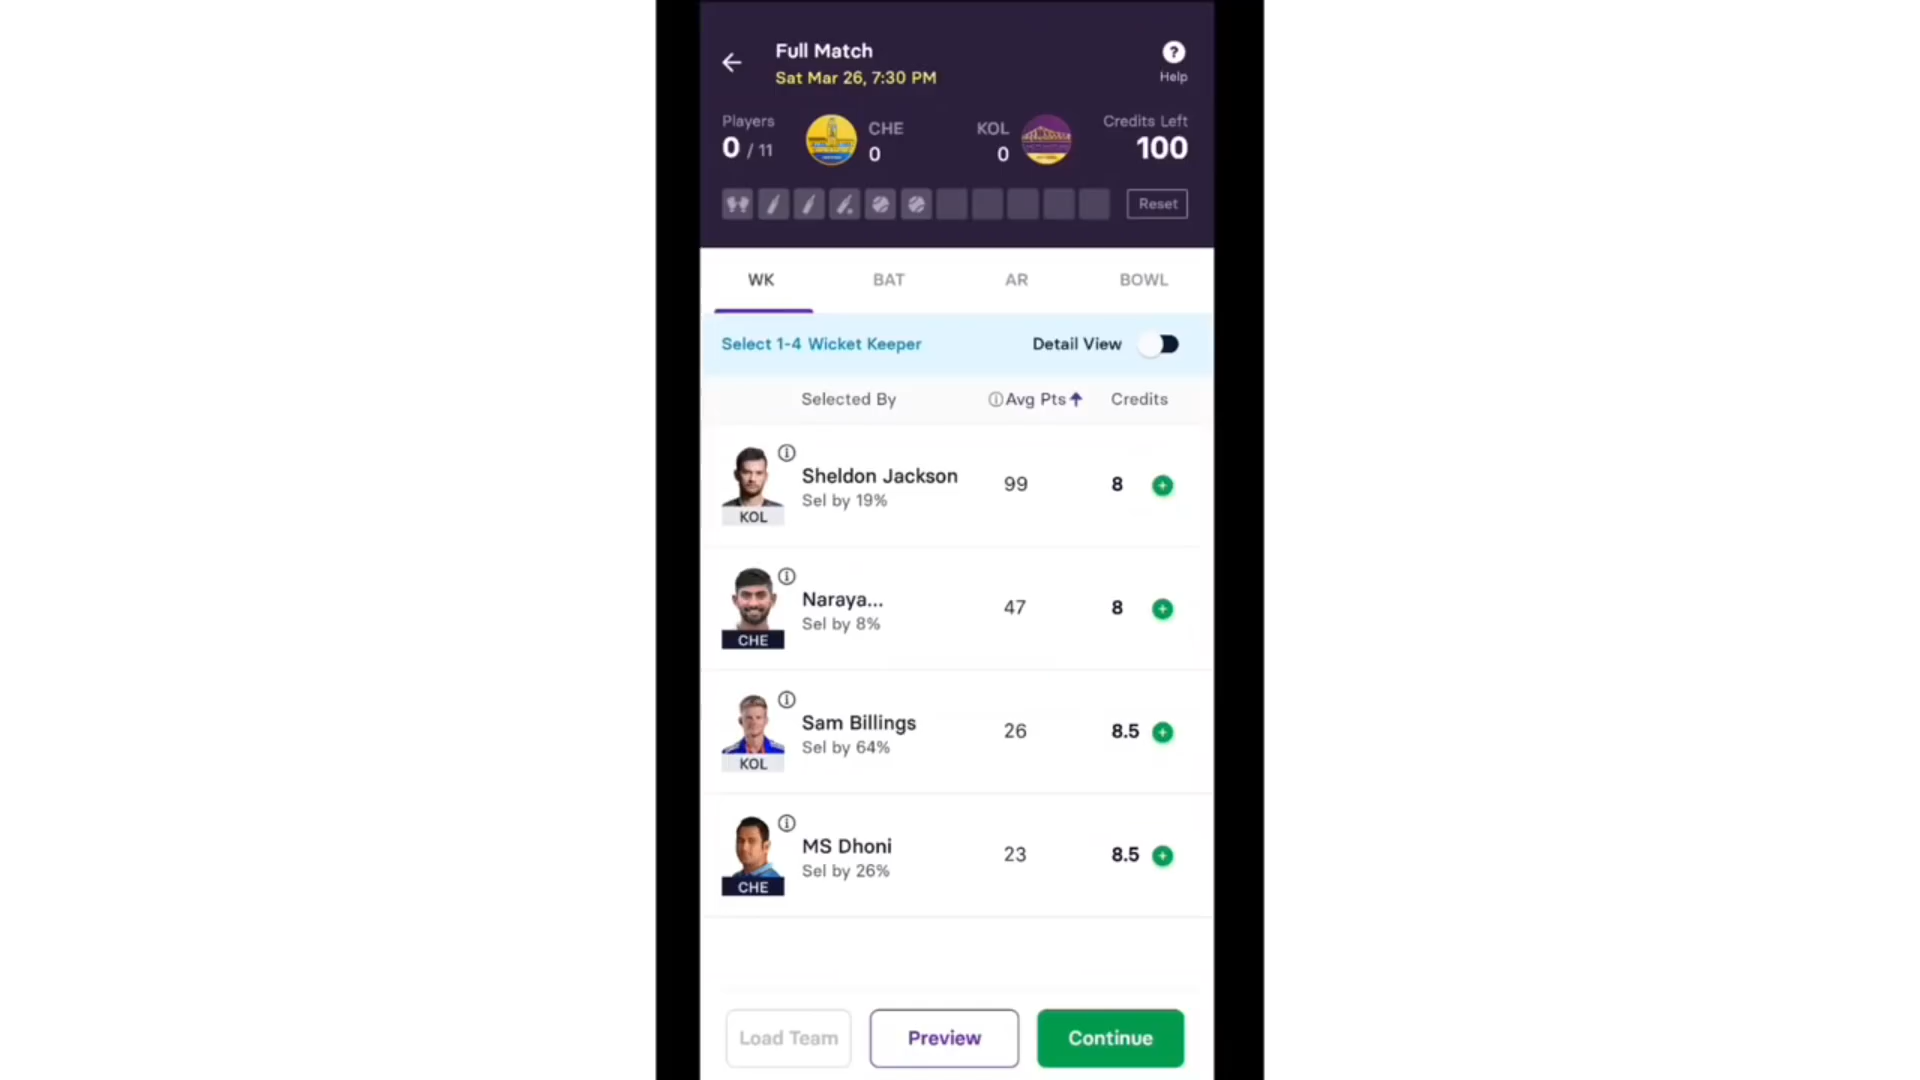 Full Match
Sat Mar 26, 7:30 PM
?
Help
Players
0 / 11
CHE
0
KOL
0
Credits Left
100
Reset
WK BAT AR BOWL
Select 1-4 Wicket Keeper
Detail View
Selected By
Avg Pts
Credits
Sheldon Jackson
Sel by 19%
KOL
99
8
Naraya...
Sel by 8%
CHE
47
8
Sam Billings
Sel by 64%
KOL
26
8.5
MS Dhoni
Sel by 26%
CHE
23
8.5
Load Team
Preview
Continue